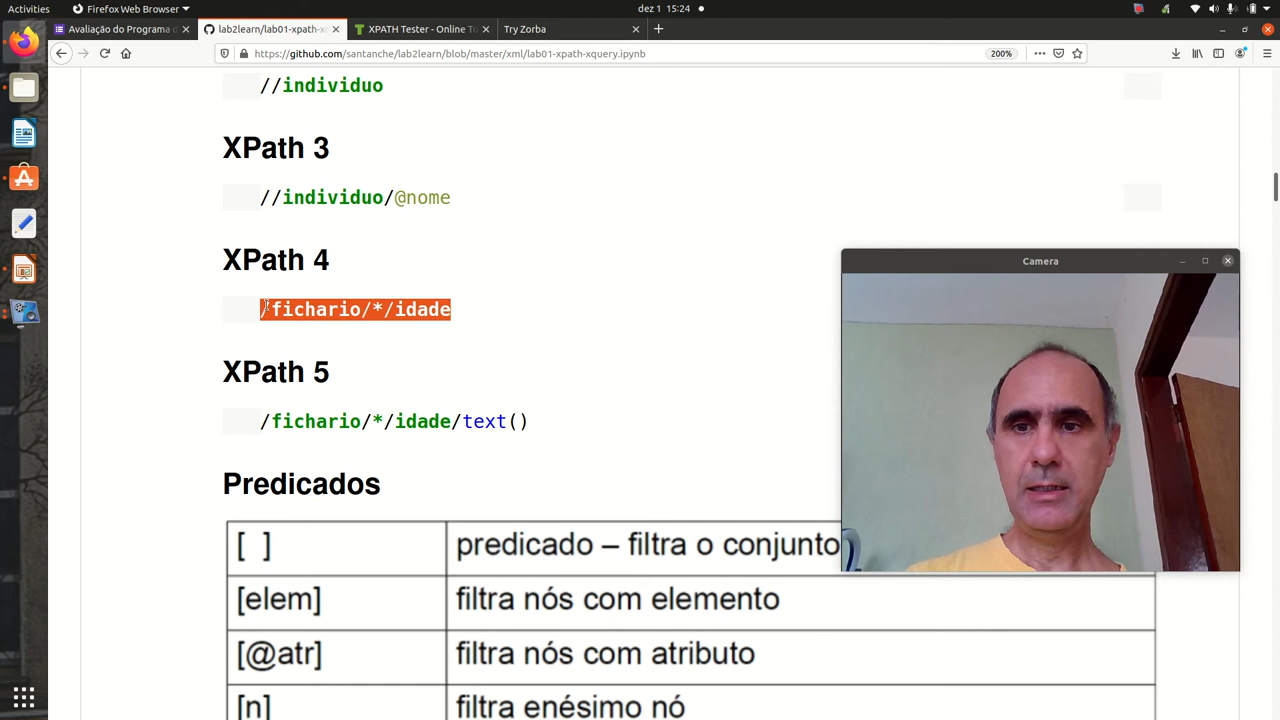 Activities
Firefox Web Browser
dez 1 15:24
Avaliação do Programa d
lab2learn/lab01-xpath-x
XPATH Tester - Online To
Try Zorba
https://github.com/santanche/lab2learn/blob/master/xml/lab01-xpath-xquery.ipynb
200%
//individuo
XPath 3
//individuo/@nome
XPath 4
/fichario/*/idade
Camera
XPath 5
/fichario/*/idade/text()
Predicados
[ ] predicado – filtra o conjunto
[elem] filtra nós com elemento
[@atr] filtra nós com atributo
[n] filtra enésimo nó